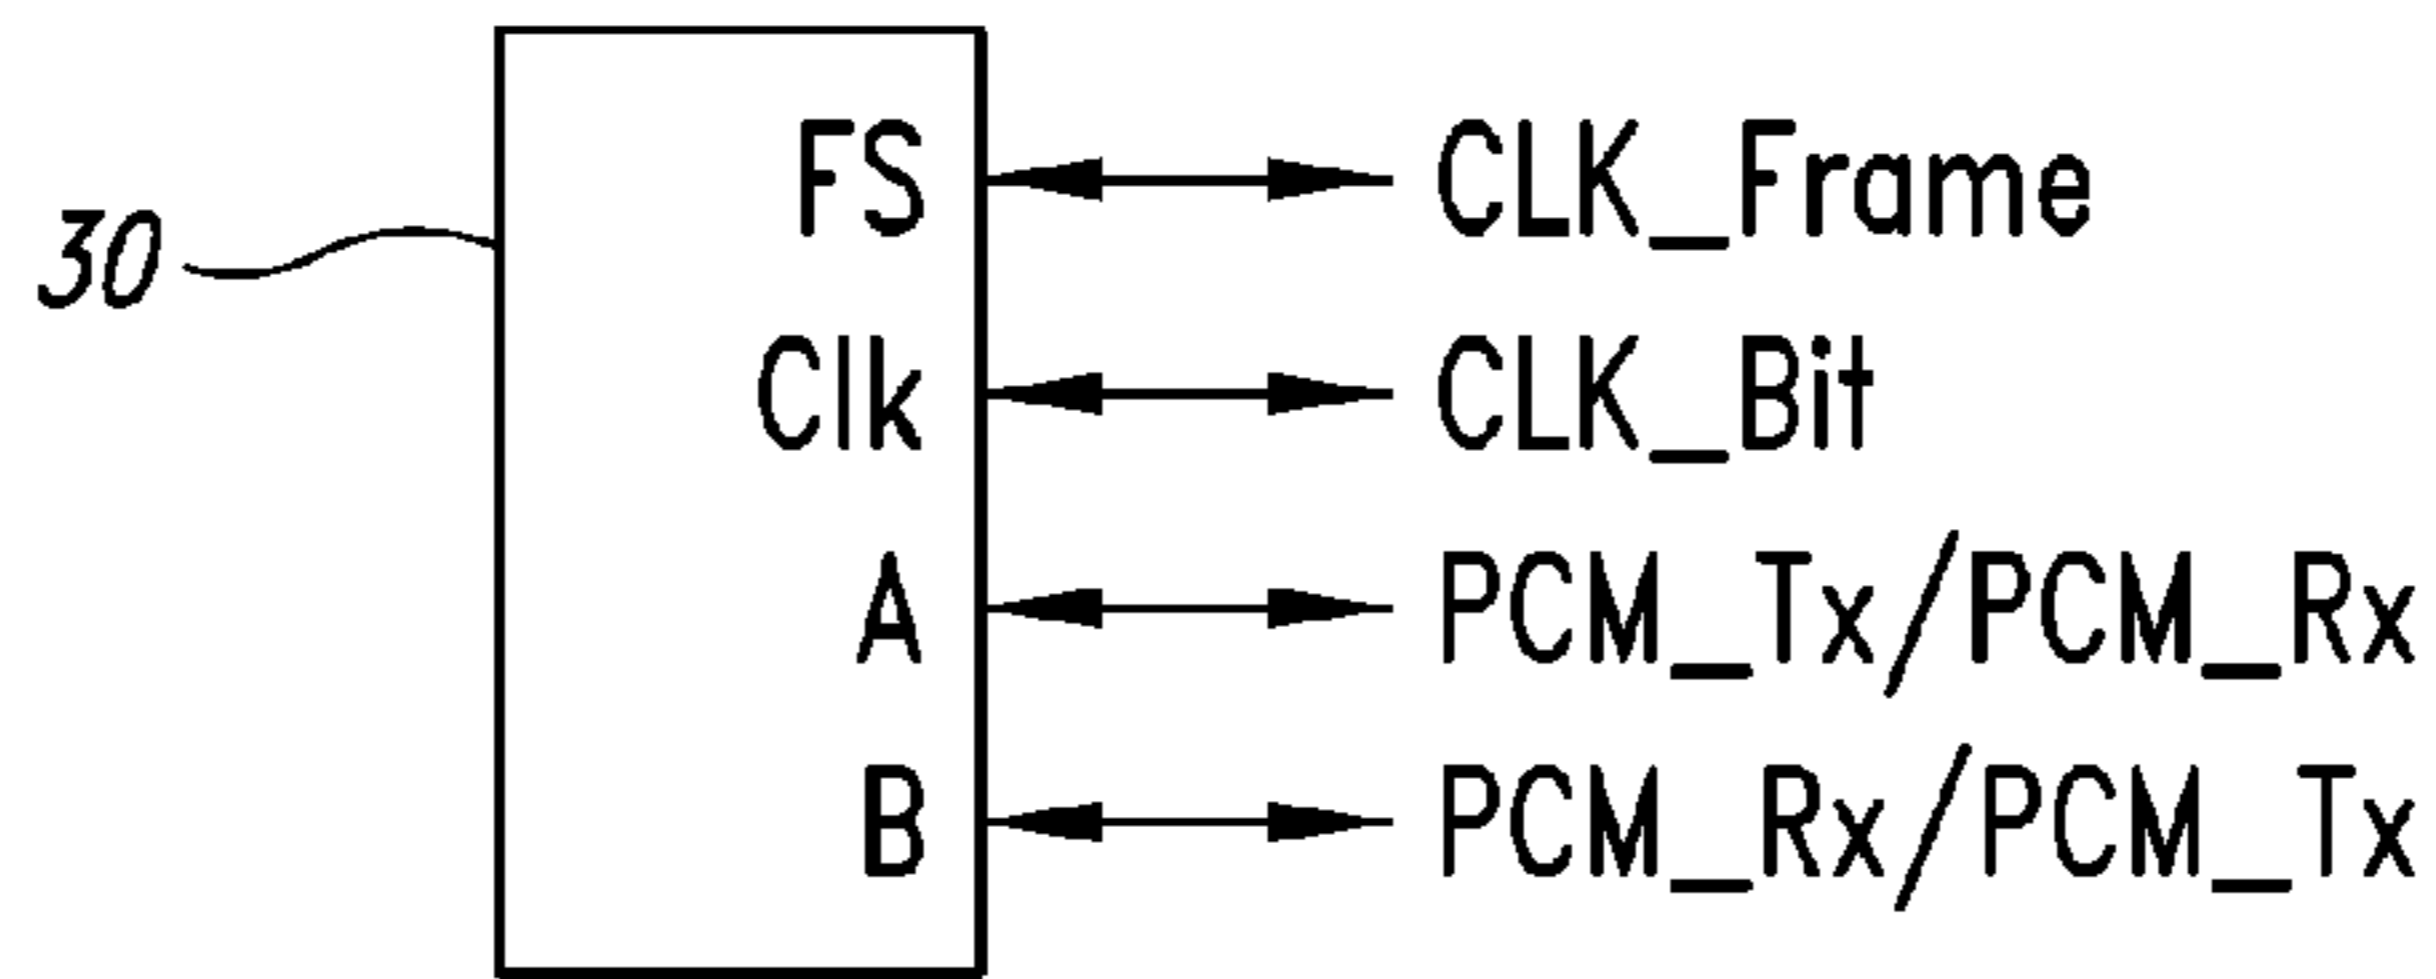 FS CLK_Frame
30
Clk CLK_Bit
A PCM_Tx/PCM_Rx
B PCM_Rx/PCM_Tx